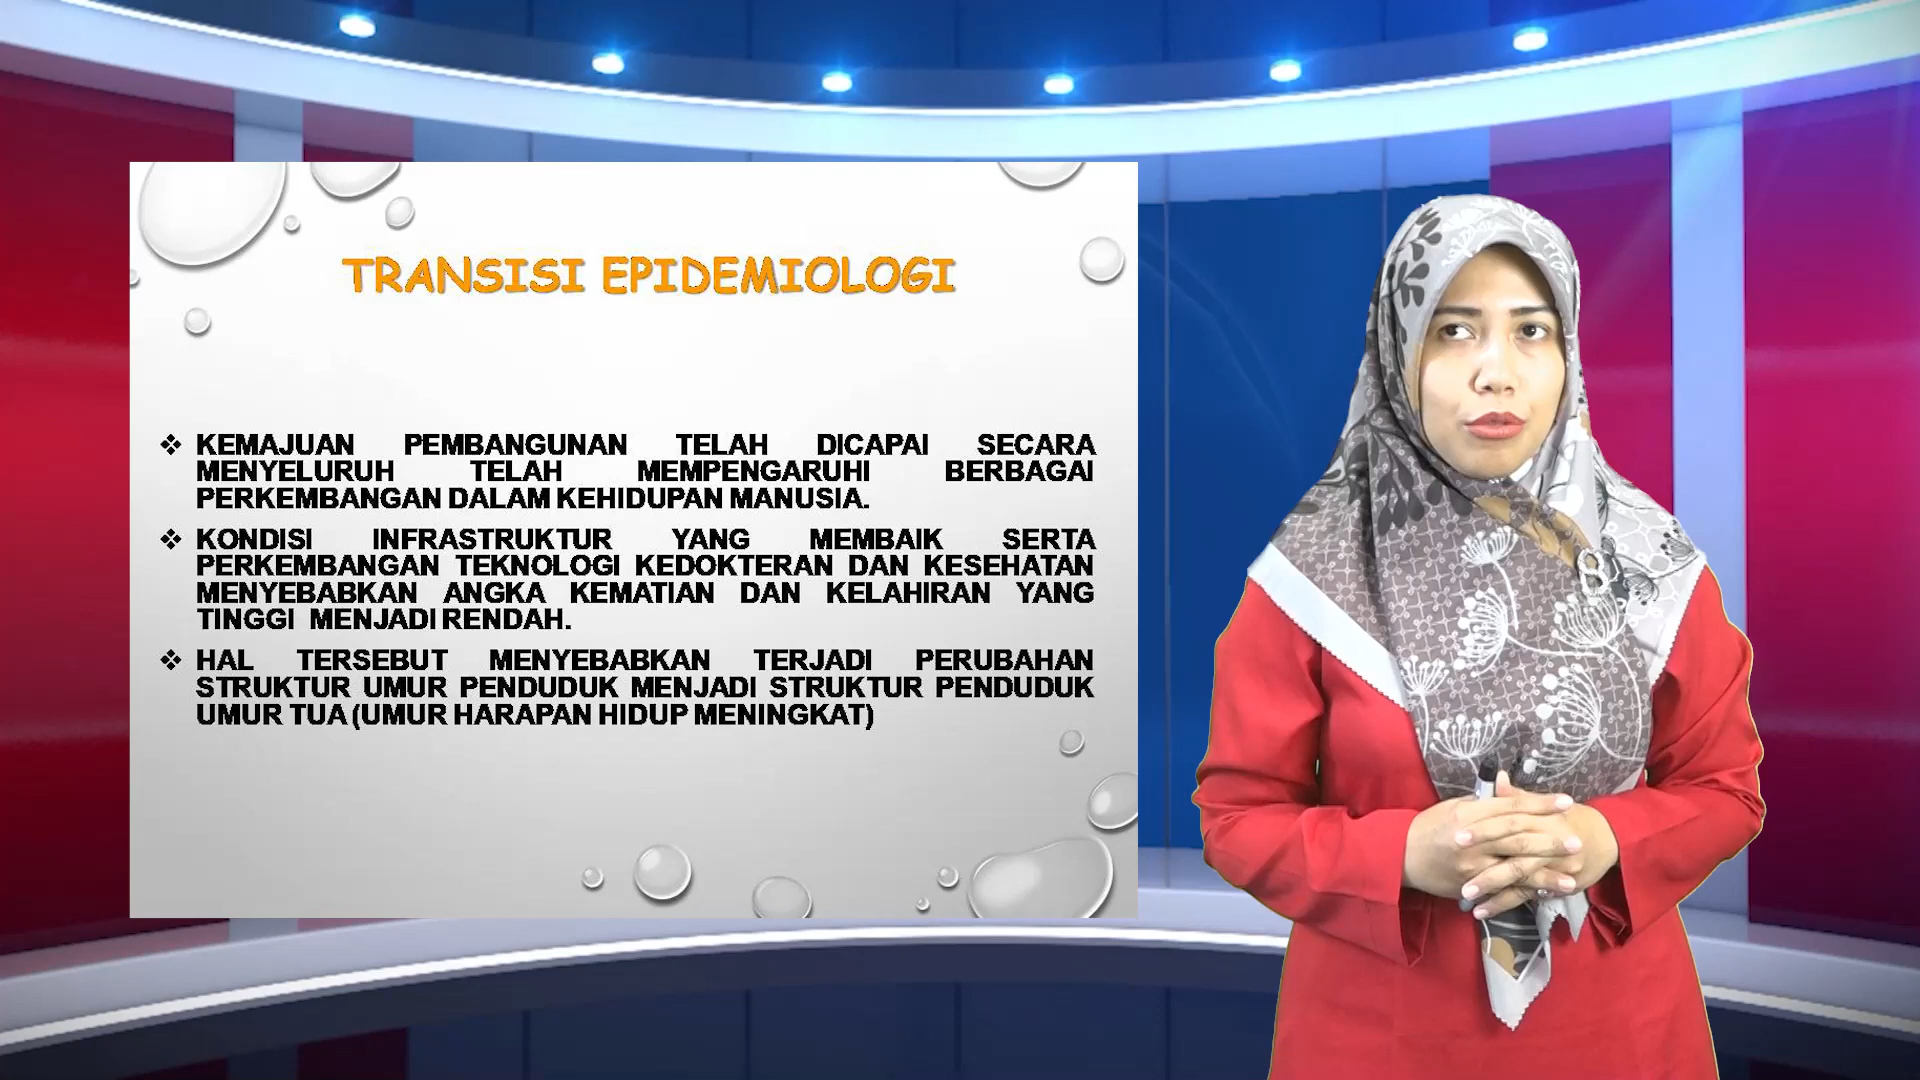 TRANSISI EPIDEMIOLOGI
❖ KEMAJUAN PEMBANGUNAN TELAH DICAPAI SECARA
MENYELURUH TELAH MEMPENGARUHI BERBAGAI
PERKEMBANGAN DALAM KEHIDUPAN MANUSIA.
❖ KONDISI INFRASTRUKTUR YANG MEMBAIK SERTA
PERKEMBANGAN TEKNOLOGI KEDOKTERAN DAN KESEHATAN
MENYEBABKAN ANGKA KEMATIAN DAN KELAHIRAN YANG
TINGGI MENJADI RENDAH.
❖ HAL TERSEBUT MENYEBABKAN TERJADI PERUBAHAN
STRUKTUR UMUR PENDUDUK MENJADI STRUKTUR PENDUDUK
UMUR TUA (UMUR HARAPAN HIDUP MENINGKAT)